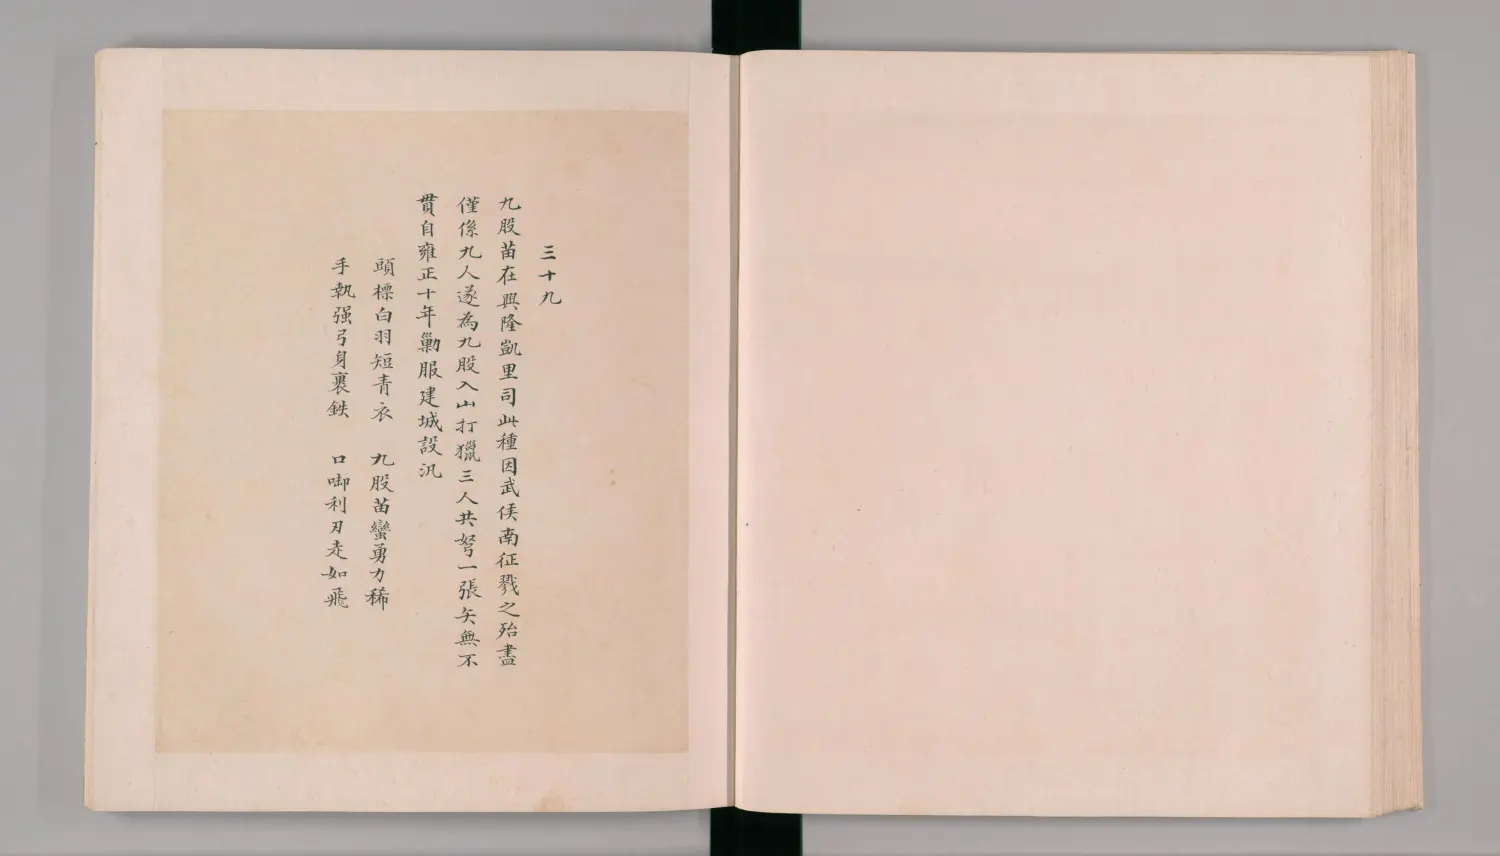 三十九
九股苗在興隆凱里司此種因武侯南征戮之殆盡
僅係九人遂為九股入山打獵三人共弩一張矢無不
貫自雍正十年勦服建城設汛
頭標白羽短青衣 九股苗蠻勇力稀
手執强弓身裹鉄 口啣利刃走如飛